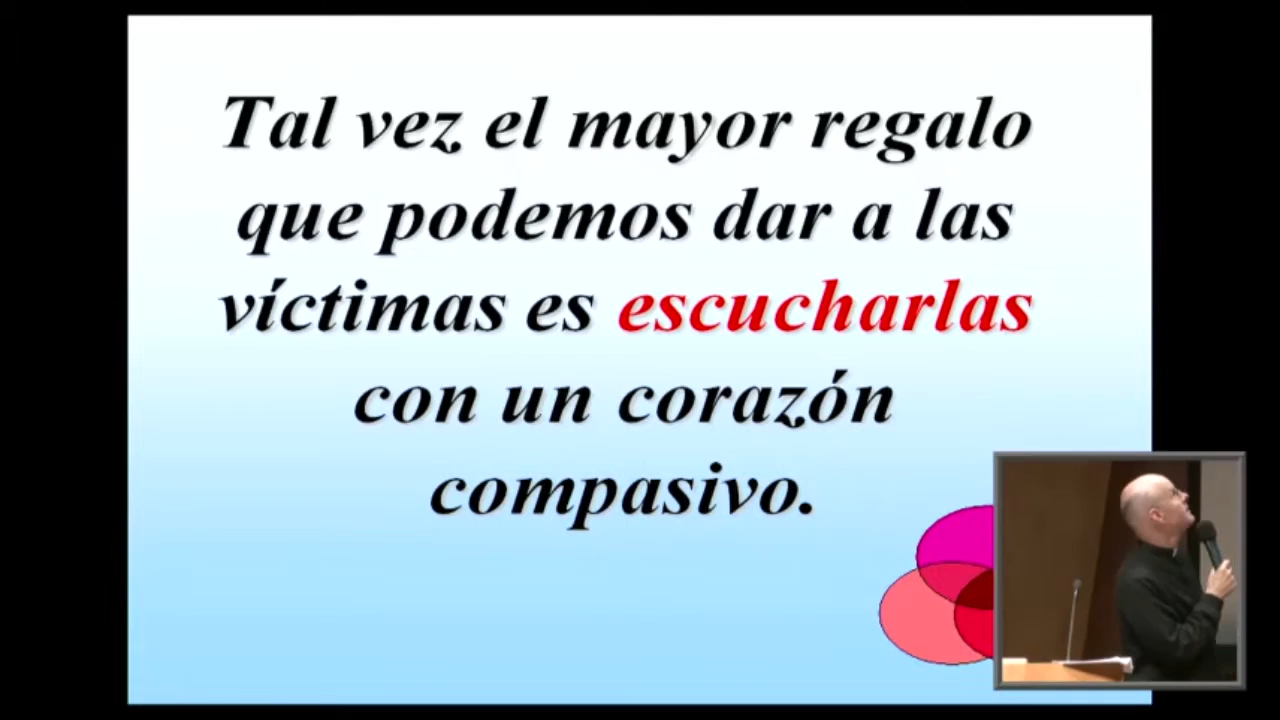 Tal vez el mayor regalo
que podemos dar a las
víctimas es escucharlas
con un corazón
compasivo.